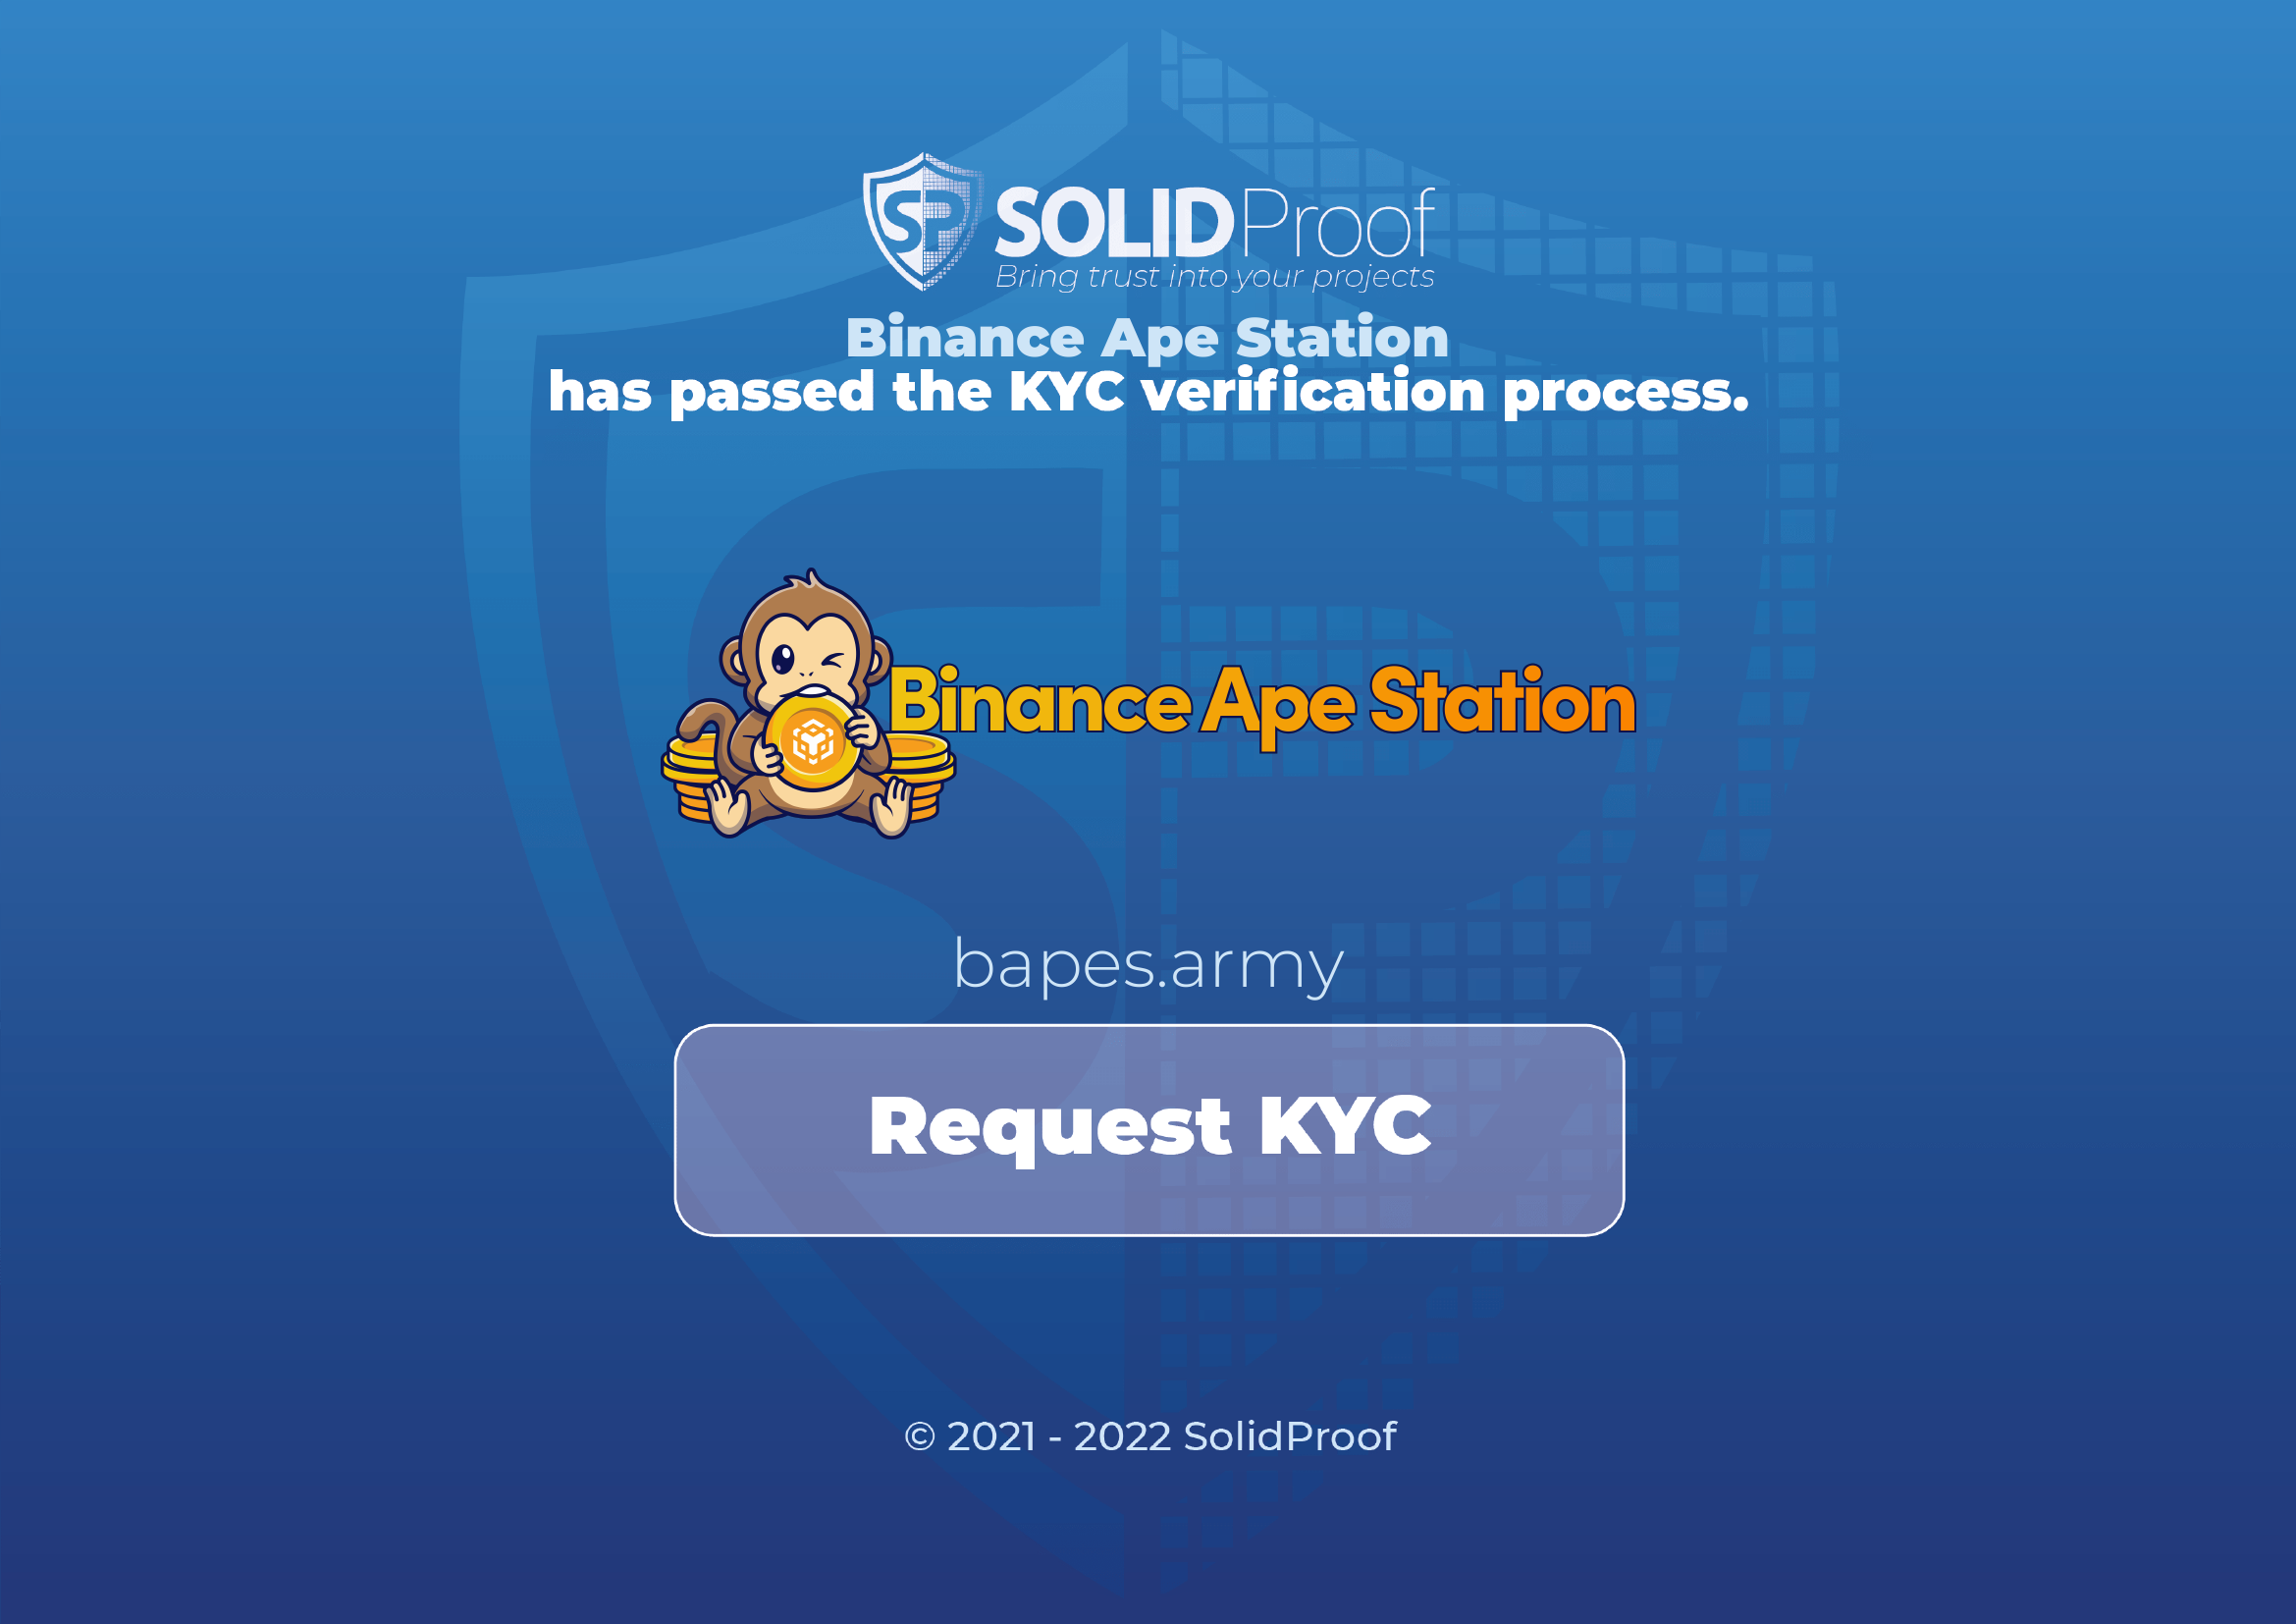 SP SOLIDProof
Bring trust into your projects
Binance Ape Station
has passed the KYC verification process.
Binance Ape Station
bapes.army
Request KYC
© 2021 - 2022 SolidProof